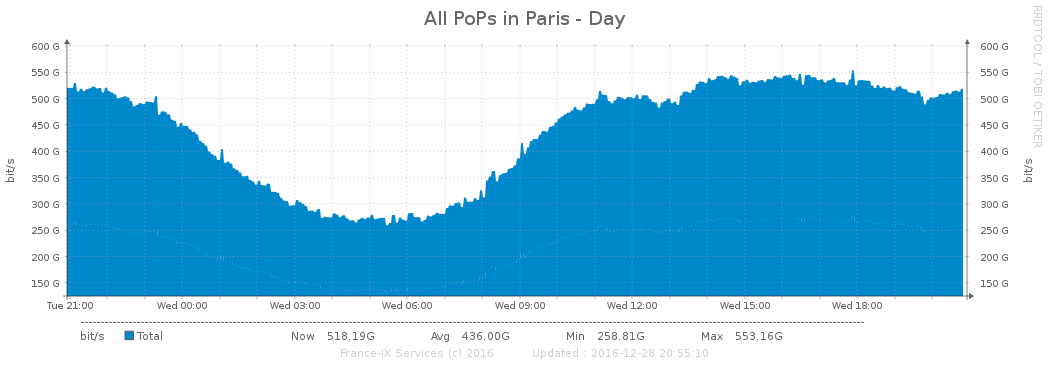 All PoPs in Paris - Day
RRDTOOL / TOBI OETIKER
600 G 600 G
550 G 550 G
500 G 500 G
450 G 450 G
400 G 400 G
350 G 350 G
300 G 300 G
250 G 250 G
200 G 200 G
150 G 150 G
bit/s bit/s
Tue 21:00 Wed 00:00 Wed 03:00 Wed 06:00 Wed 09:00 Wed 12:00 Wed 15:00 Wed 18:00
bit/s Total Now 518.19G Avg 436.00G Min 258.81G Max 553.16G
France-IX Services (c) 2016 Updated : 2016-12-28 20:55:10